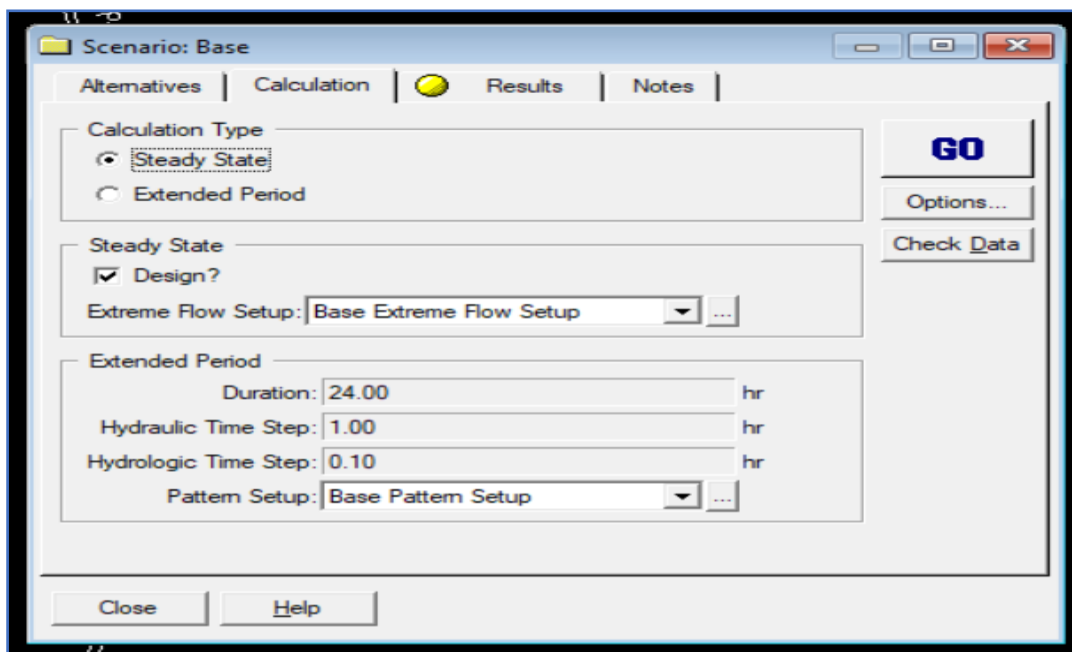 Scenario: Base
Alternatives Calculation Results Notes
Calculation Type
Steady State
Extended Period
GO
Options...
Check Data
Steady State
Design?
Extreme Flow Setup: Base Extreme Flow Setup ...
Extended Period
Duration: 24.00 hr
Hydraulic Time Step: 1.00 hr
Hydrologic Time Step: 0.10 hr
Pattern Setup: Base Pattern Setup ...
Close Help